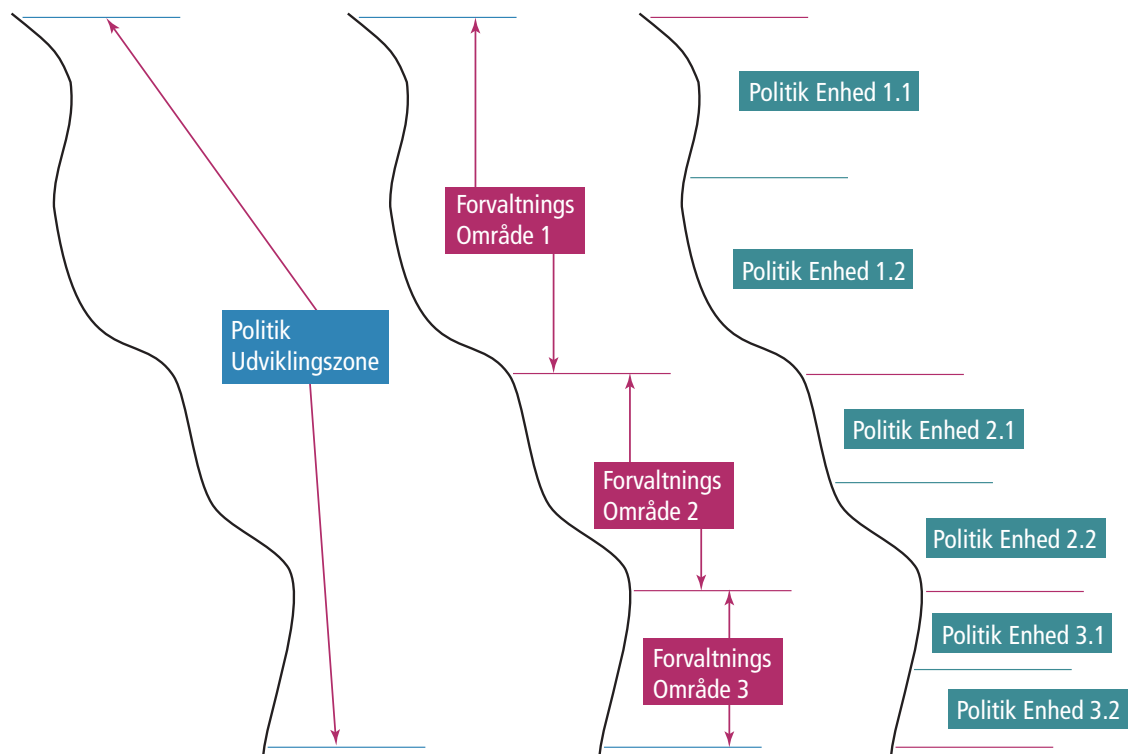 Politik Enhed 1.1
Forvaltnings
Område 1
Politik Enhed 1.2
Politik
Udviklingszone
Politik Enhed 2.1
Forvaltnings
Område 2
Politik Enhed 2.2
Politik Enhed 3.1
Forvaltnings
Område 3
Politik Enhed 3.2